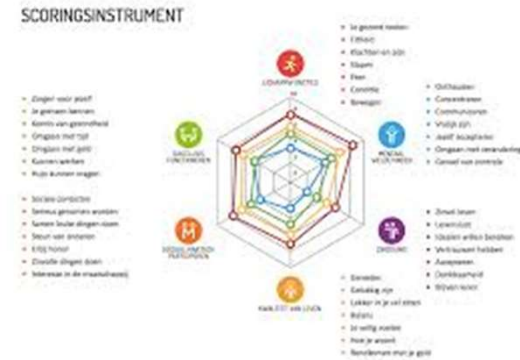 SCORINGSINSTRUMENT
Je gezond voelen
Fitheid
Klachten en pijn
Slapen
Eten
Conditie
Bewegen
LICHAAMSFUNCTIES
Onthouden
Concentreren
Communiceren
Vrolijk zijn
Jezelf accepteren
Omgaan met verandering
Gevoel van controle
MENTAAL
WELBEVINDEN
Zorgen voor jezelf
Je grenzen kennen
Kennis van gezondheid
Omgaan met tijd
Omgaan met geld
Kunnen werken
Hulp kunnen vragen
DAGELIJKS
FUNCTIONEREN
Sociale contacten
Serieus genomen worden
Samen leuke dingen doen
Steun van anderen
Erbij horen
Zinvolle dingen doen
Interesse in de maatschappij
PARTICIPEREN
ZINGEVING
Zinvol leven
Levenslust
Idealen willen bereiken
Vertrouwen hebben
Accepteren
Dankbaarheid
Blijven leren
KWALITEIT VAN LEVEN
Genieten
Gelukkig zijn
Lekker in je vel zitten
Balans
Je veilig voelen
Hoe je woont
Rondkomen met je geld